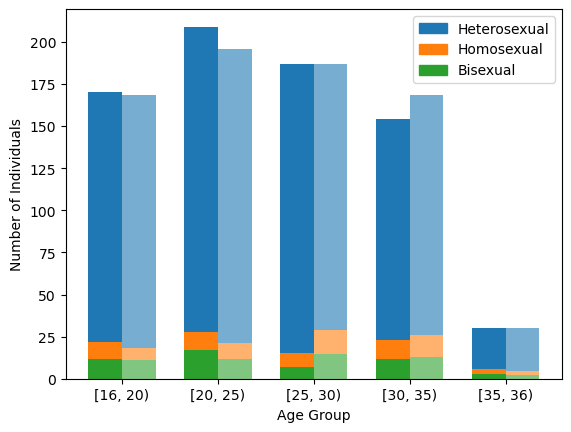 Heterosexual
Homosexual
Bisexual
Number of Individuals
200
175
150
125
100
75
50
25
0
[16, 20) [20, 25) [25, 30) [30, 35) [35, 36)
Age Group